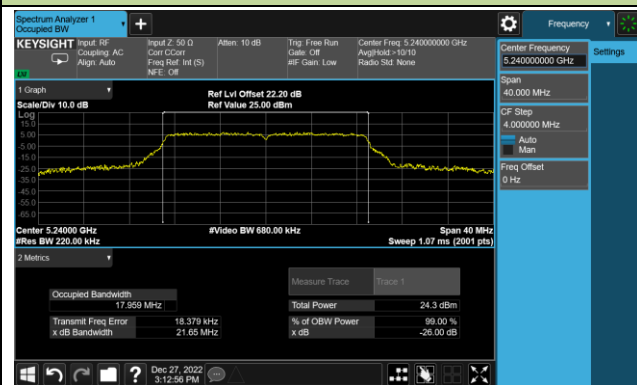 Spectrum Analyzer 1
Occupied BW
+
Frequency
KEYSIGHT
Input: RF
Coupling: AC
Align: Auto
Input Z: 50 Ω
Corr CCorr
Freq Ref: Int (S)
NFE: Off
Atten: 10 dB
Trig: Free Run
Gate: Off
#IF Gain: Low
Center Freq: 5.240000000 GHz
Avg|Hold:>10/10
Radio Std: None
Center Frequency
5.240000000 GHz
Settings
Span
40.000 MHz
CF Step
4.000000 MHz
Auto
Man
Freq Offset
0 Hz
1 Graph
Scale/Div 10.0 dB
Ref Lvl Offset 22.20 dB
Ref Value 25.00 dBm
Log
15.0
5.00
-5.00
-15.0
-25.0
-35.0
-45.0
-55.0
-65.0
Center 5.24000 GHz
#Video BW 680.00 kHz
Span 40 MHz
#Res BW 220.00 kHz
Sweep 1.07 ms (2001 pts)
2 Metrics
Measure Trace
Trace 1
Occupied Bandwidth
17.959 MHz
Total Power
24.3 dBm
Transmit Freq Error
18.379 kHz
% of OBW Power
99.00 %
x dB Bandwidth
21.65 MHz
x dB
-26.00 dB
?
Dec 27, 2022
3:12:56 PM